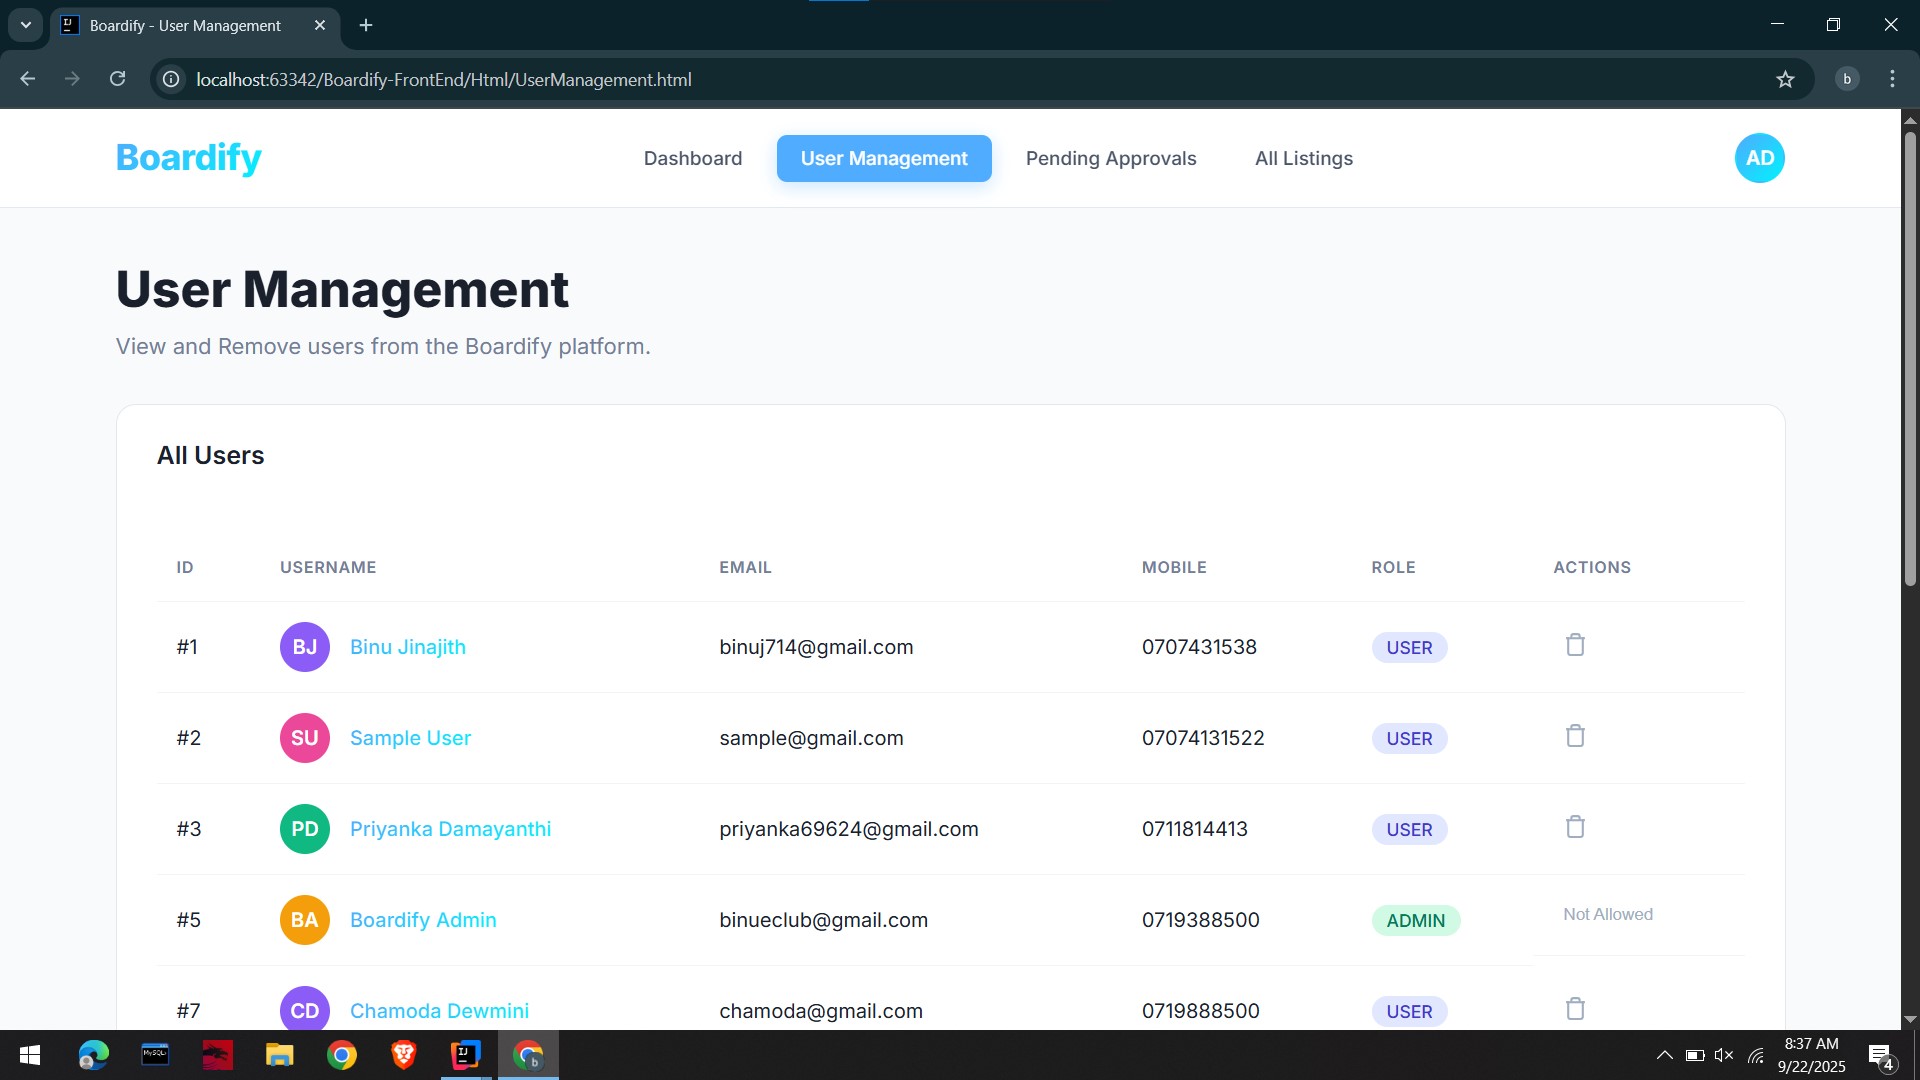 Boardify - User Management
localhost:63342/Boardify-FrontEnd/Html/UserManagement.html
b
Boardify
Dashboard
User Management
Pending Approvals
All Listings
AD
User Management
View and Remove users from the Boardify platform.
All Users
ID USERNAME EMAIL MOBILE ROLE ACTIONS
#1 BJ Binu Jinajith binuj714@gmail.com 0707431538 USER
#2 SU Sample User sample@gmail.com 07074131522 USER
#3 PD Priyanka Damayanthi priyanka69624@gmail.com 0711814413 USER
#5 BA Boardify Admin binueclub@gmail.com 0719388500 ADMIN Not Allowed
#7 CD Chamoda Dewmini chamoda@gmail.com 0719888500 USER
MySQL
IJ
b
8:37 AM
9/22/2025
4